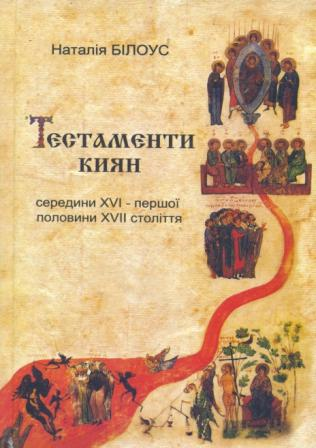 Наталія БІЛОУС
ТЕСТАМЕНТИ
КИЯН
середини XVI - першої
половини XVII століття